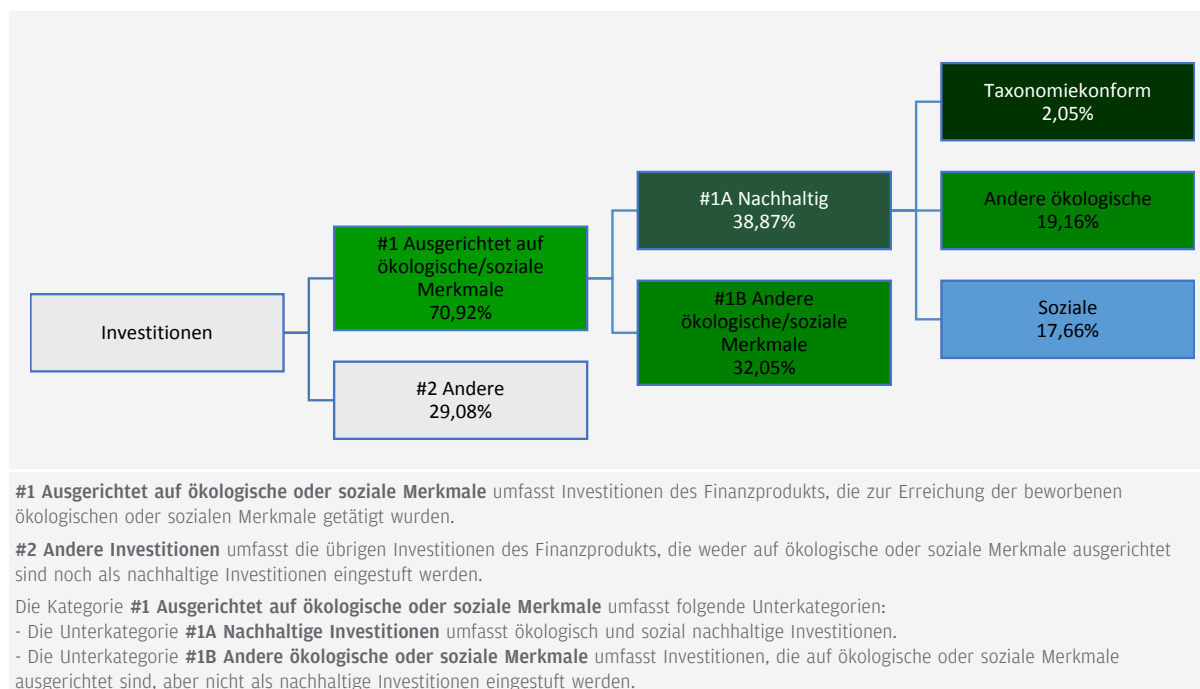 Investitionen
#1 Ausgerichtet auf
ökologische/soziale
Merkmale
70,92%
#2 Andere
29,08%
#1A Nachhaltig
38,87%
#1B Andere
ökologische/soziale
Merkmale
32,05%
Taxonomiekonform
2,05%
Andere ökologische
19,16%
Soziale
17,66%
#1 Ausgerichtet auf ökologische oder soziale Merkmale umfasst Investitionen des Finanzprodukts, die zur Erreichung der beworbenen
ökologischen oder sozialen Merkmale getätigt wurden.
#2 Andere Investitionen umfasst die übrigen Investitionen des Finanzprodukts, die weder auf ökologische oder soziale Merkmale ausgerichtet
sind noch als nachhaltige Investitionen eingestuft werden.
Die Kategorie #1 Ausgerichtet auf ökologische oder soziale Merkmale umfasst folgende Unterkategorien:
- Die Unterkategorie #1A Nachhaltige Investitionen umfasst ökologisch und sozial nachhaltige Investitionen.
- Die Unterkategorie #1B Andere ökologische oder soziale Merkmale umfasst Investitionen, die auf ökologische oder soziale Merkmale
ausgerichtet sind, aber nicht als nachhaltige Investitionen eingestuft werden.